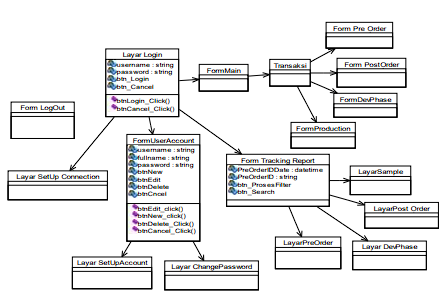 Form Pre Order
Layar Login
username : string
password : string
btn_Login
btn_Cancel
btnLogin_Click()
btnCancel_Click()
FormMain
Transaksi
Form PostOrder
FormDevPhase
Form LogOut
FormProduction
FormUserAccount
username : string
fullname : string
password : string
btnNew
btnEdit
btnDelete
btnCncel
btnEdit_click()
btnNew_click()
btnDelete_Click()
btnCancel_Click()
Form Tracking Report
PreOrderIDDate : datetime
PreOrderID : string
btn_ProsesFilter
btn_Search
LayarSample
Layar SetUp Connection
LayarPost Order
LayarPreOrder
Layar DevPhase
Layar SetUpAccount
Layar ChangePassword